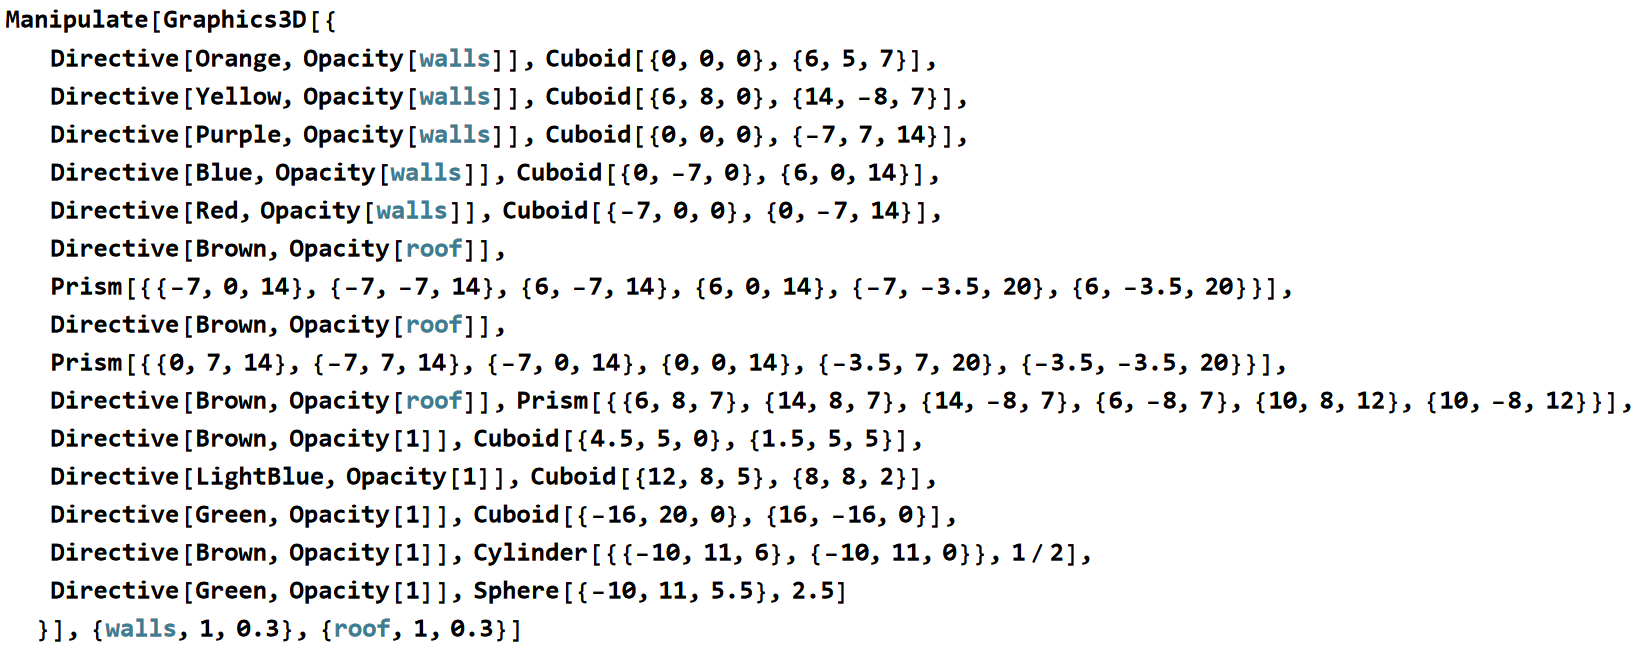 Manipulate[Graphics3D[{
Directive[Orange, Opacity[walls]], Cuboid[{0, 0, 0}, {6, 5, 7}],
Directive[Yellow, Opacity[walls]], Cuboid[{6, 8, 0}, {14, -8, 7}],
Directive[Purple, Opacity[walls]], Cuboid[{0, 0, 0}, {-7, 7, 14}],
Directive[Blue, Opacity[walls]], Cuboid[{0, -7, 0}, {6, 0, 14}],
Directive[Red, Opacity[walls]], Cuboid[{-7, 0, 0}, {0, -7, 14}],
Directive[Brown, Opacity[roof]],
Prism[{{-7, 0, 14}, {-7, -7, 14}, {6, -7, 14}, {6, 0, 14}, {-7, -3.5, 20}, {6, -3.5, 20}}],
Directive[Brown, Opacity[roof]],
Prism[{{0, 7, 14}, {-7, 7, 14}, {-7, 0, 14}, {0, 0, 14}, {-3.5, 7, 20}, {-3.5, -3.5, 20}}],
Directive[Brown, Opacity[roof]], Prism[{{6, 8, 7}, {14, 8, 7}, {14, -8, 7}, {6, -8, 7}, {10, 8, 12}, {10, -8, 12}}],
Directive[Brown, Opacity[1]], Cuboid[{4.5, 5, 0}, {1.5, 5, 5}],
Directive[LightBlue, Opacity[1]], Cuboid[{12, 8, 5}, {8, 8, 2}],
Directive[Green, Opacity[1]], Cuboid[{-16, 20, 0}, {16, -16, 0}],
Directive[Brown, Opacity[1]], Cylinder[{{-10, 11, 6}, {-10, 11, 0}}, 1/2],
Directive[Green, Opacity[1]], Sphere[{-10, 11, 5.5}, 2.5]
}], {walls, 1, 0.3}, {roof, 1, 0.3}]